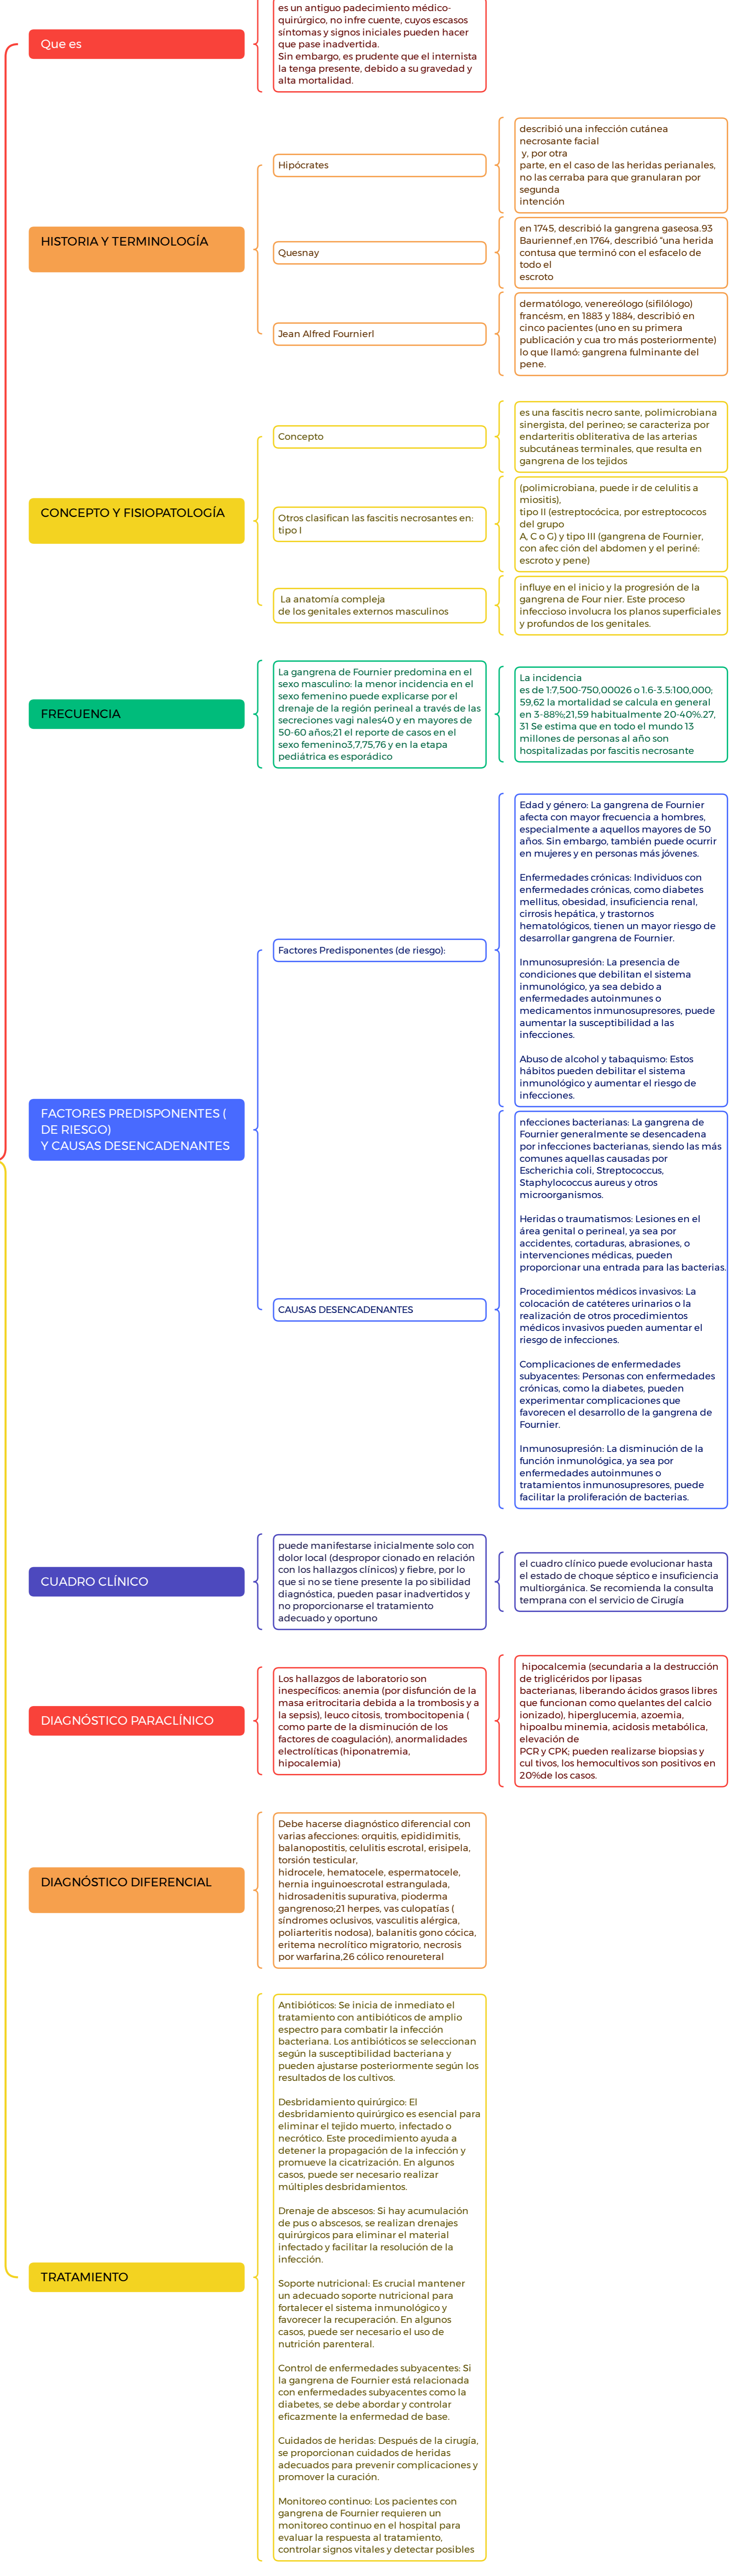 es un antiguo padecimiento médico-
quirúrgico, no infre cuente, cuyos escasos
síntomas y signos iniciales pueden hacer
que pase inadvertida.
Sin embargo, es prudente que el internista
la tenga presente, debido a su gravedad y
alta mortalidad.
Que es
HISTORIA Y TERMINOLOGÍA
Hipócrates
describió una infección cutánea
necrosante facial
y, por otra
parte, en el caso de las heridas perianales,
no las cerraba para que granularan por
segunda
intención
Quesnay
en 1745, describió la gangrena gaseosa.93
Bauriennef ,en 1764, describió “una herida
contusa que terminó con el esfacelo de
todo el
escroto
Jean Alfred Fournierl
dermatólogo, venereólogo (sifilólogo)
francésm, en 1883 y 1884, describió en
cinco pacientes (uno en su primera
publicación y cua tro más posteriormente)
lo que llamó: gangrena fulminante del
pene.
CONCEPTO Y FISIOPATOLOGÍA
Concepto
es una fascitis necro sante, polimicrobiana
sinergista, del perineo; se caracteriza por
endarteritis obliterativa de las arterias
subcutáneas terminales, que resulta en
gangrena de los tejidos
Otros clasifican las fascitis necrosantes en:
tipo I
(polimicrobiana, puede ir de celulitis a
miositis),
tipo II (estreptocócica, por estreptococos
del grupo
A, C o G) y tipo III (gangrena de Fournier,
con afec ción del abdomen y el periné:
escroto y pene)
La anatomía compleja
de los genitales externos masculinos
influye en el inicio y la progresión de la
gangrena de Four nier. Este proceso
infeccioso involucra los planos superficiales
y profundos de los genitales.
FRECUENCIA
La gangrena de Fournier predomina en el
sexo masculino: la menor incidencia en el
sexo femenino puede explicarse por el
drenaje de la región perineal a través de las
secreciones vagi nales40 y en mayores de
50-60 años;21 el reporte de casos en el
sexo femenino3,7,75,76 y en la etapa
pediátrica es esporádico
La incidencia
es de 1:7,500-750,00026 o 1.6-3.5:100,000;
59,62 la mortalidad se calcula en general
en 3-88%;21,59 habitualmente 20-40%.27,
31 Se estima que en todo el mundo 13
millones de personas al año son
hospitalizadas por fascitis necrosante
FACTORES PREDISPONENTES (
DE RIESGO)
Y CAUSAS DESENCADENANTES
Factores Predisponentes (de riesgo):
Edad y género: La gangrena de Fournier
afecta con mayor frecuencia a hombres,
especialmente a aquellos mayores de 50
años. Sin embargo, también puede ocurrir
en mujeres y en personas más jóvenes.
Enfermedades crónicas: Individuos con
enfermedades crónicas, como diabetes
mellitus, obesidad, insuficiencia renal,
cirrosis hepática, y trastornos
hematológicos, tienen un mayor riesgo de
desarrollar gangrena de Fournier.
Inmunosupresión: La presencia de
condiciones que debilitan el sistema
inmunológico, ya sea debido a
enfermedades autoinmunes o
medicamentos inmunosupresores, puede
aumentar la susceptibilidad a las
infecciones.
Abuso de alcohol y tabaquismo: Estos
hábitos pueden debilitar el sistema
inmunológico y aumentar el riesgo de
infecciones.
CAUSAS DESENCADENANTES
nfecciones bacterianas: La gangrena de
Fournier generalmente se desencadena
por infecciones bacterianas, siendo las más
comunes aquellas causadas por
Escherichia coli, Streptococcus,
Staphylococcus aureus y otros
microorganismos.
Heridas o traumatismos: Lesiones en el
área genital o perineal, ya sea por
accidentes, cortaduras, abrasiones, o
intervenciones médicas, pueden
proporcionar una entrada para las bacterias.
Procedimientos médicos invasivos: La
colocación de catéteres urinarios o la
realización de otros procedimientos
médicos invasivos pueden aumentar el
riesgo de infecciones.
Complicaciones de enfermedades
subyacentes: Personas con enfermedades
crónicas, como la diabetes, pueden
experimentar complicaciones que
favorecen el desarrollo de la gangrena de
Fournier.
Inmunosupresión: La disminución de la
función inmunológica, ya sea por
enfermedades autoinmunes o
tratamientos inmunosupresores, puede
facilitar la proliferación de bacterias.
CUADRO CLÍNICO
puede manifestarse inicialmente solo con
dolor local (despropor cionado en relación
con los hallazgos clínicos) y fiebre, por lo
que si no se tiene presente la po sibilidad
diagnóstica, pueden pasar inadvertidos y
no proporcionarse el tratamiento
adecuado y oportuno
el cuadro clínico puede evolucionar hasta
el estado de choque séptico e insuficiencia
multiorgánica. Se recomienda la consulta
temprana con el servicio de Cirugía
DIAGNÓSTICO PARACLÍNICO
Los hallazgos de laboratorio son
inespecíficos: anemia (por disfunción de la
masa eritrocitaria debida a la trombosis y a
la sepsis), leuco citosis, trombocitopenia (
como parte de la disminución de los
factores de coagulación), anormalidades
electrolíticas (hiponatremia,
hipocalemia)
hipocalcemia (secundaria a la destrucción
de triglicéridos por lipasas
bacterianas, liberando ácidos grasos libres
que funcionan como quelantes del calcio
ionizado), hiperglucemia, azoemia,
hipoalbu minemia, acidosis metabólica,
elevación de
PCR y CPK; pueden realizarse biopsias y
cul tivos, los hemocultivos son positivos en
20%de los casos.
DIAGNÓSTICO DIFERENCIAL
Debe hacerse diagnóstico diferencial con
varias afecciones: orquitis, epididimitis,
balanopostitis, celulitis escrotal, erisipela,
torsión testicular,
hidrocele, hematocele, espermatocele,
hernia inguinoescrotal estrangulada,
hidrosadenitis supurativa, pioderma
gangrenoso;21 herpes, vas culopatías (
síndromes oclusivos, vasculitis alérgica,
poliarteritis nodosa), balanitis gono cócica,
eritema necrolítico migratorio, necrosis
por warfarina,26 cólico renoureteral
TRATAMIENTO
Antibióticos: Se inicia de inmediato el
tratamiento con antibióticos de amplio
espectro para combatir la infección
bacteriana. Los antibióticos se seleccionan
según la susceptibilidad bacteriana y
pueden ajustarse posteriormente según los
resultados de los cultivos.
Desbridamiento quirúrgico: El
desbridamiento quirúrgico es esencial para
eliminar el tejido muerto, infectado o
necrótico. Este procedimiento ayuda a
detener la propagación de la infección y
promueve la cicatrización. En algunos
casos, puede ser necesario realizar
múltiples desbridamientos.
Drenaje de abscesos: Si hay acumulación
de pus o abscesos, se realizan drenajes
quirúrgicos para eliminar el material
infectado y facilitar la resolución de la
infección.
Soporte nutricional: Es crucial mantener
un adecuado soporte nutricional para
fortalecer el sistema inmunológico y
favorecer la recuperación. En algunos
casos, puede ser necesario el uso de
nutrición parenteral.
Control de enfermedades subyacentes: Si
la gangrena de Fournier está relacionada
con enfermedades subyacentes como la
diabetes, se debe abordar y controlar
eficazmente la enfermedad de base.
Cuidados de heridas: Después de la cirugía,
se proporcionan cuidados de heridas
adecuados para prevenir complicaciones y
promover la curación.
Monitoreo continuo: Los pacientes con
gangrena de Fournier requieren un
monitoreo continuo en el hospital para
evaluar la respuesta al tratamiento,
controlar signos vitales y detectar posibles